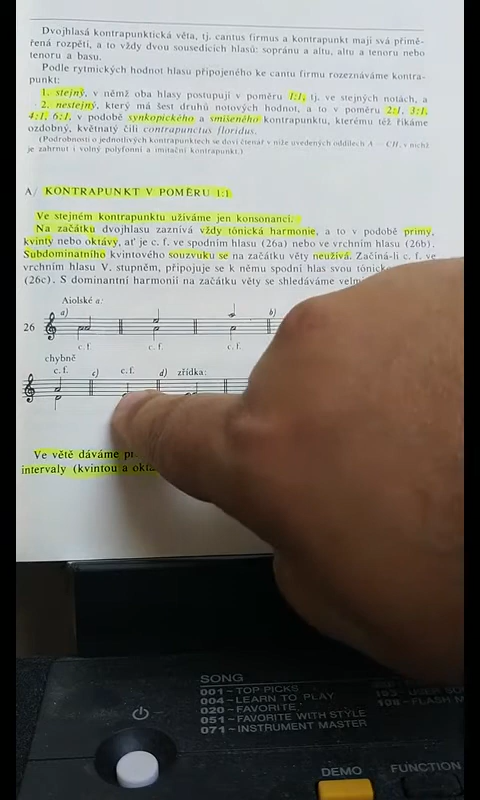 Dvojhlasá kontrapunktická věta, tj. cantus firmus a kontrapunkt mají svá přimě-
řená rozpětí, a to vždy dvou sousedících hlasů: sopránu a altu, altu a tenoru nebo
tenoru a basu.
Podle rytmických hodnot hlasu připojeného ke cantu firmu rozeznáváme kontra-
punkt:
1. stejný, v němž oba hlasy postupují v poměru 1:1, tj. ve stejných notách, a
2. nestejný, který má šest druhů notových hodnot, a to v poměru 2:1, 3:1,
4:1, 6:1, v podobě synkopického a smíšeného kontrapunktu, kterému též říkáme
ozdobný, květnatý čili contrapunctus floridus.
(Podrobnosti o jednotlivých kontrapunktech se doví čtenář v níže uvedených oddílech A — CH, v nichž
je zahrnut i volný polyfonní a imitační kontrapunkt.)
A/ KONTRAPUNKT V POMĚRU 1:1
Ve stejném kontrapunktu užíváme jen konsonancí.
Na začátku dvojhlasu zaznívá vždy tónická harmonie, a to v podobě primy,
kvinty nebo oktávy, ať je c. f. ve spodním hlasu (26a) nebo ve vrchním hlasu (26b).
Subdominantního kvintového souzvuku se na začátku věty neužívá. Začíná-li c. f. ve
vrchním hlasu V. stupněm, připojuje se k němu spodní hlas svou tónick
(26c). S dominantní harmonií na začátku věty se shledáváme velm
Aiolské a:
26 a) b)
c. f. c. f. c. f.
chybně
c. f. c) c. f. d) zřídka:
Ve větě dáváme
intervaly (kvintou a oktá
SONG
001–TOP PICKS
004–LEARN TO PLAY
020–FAVORITE
051–FAVORITE WITH STYLE
071–INSTRUMENT MASTER
DEMO
FUNCTION